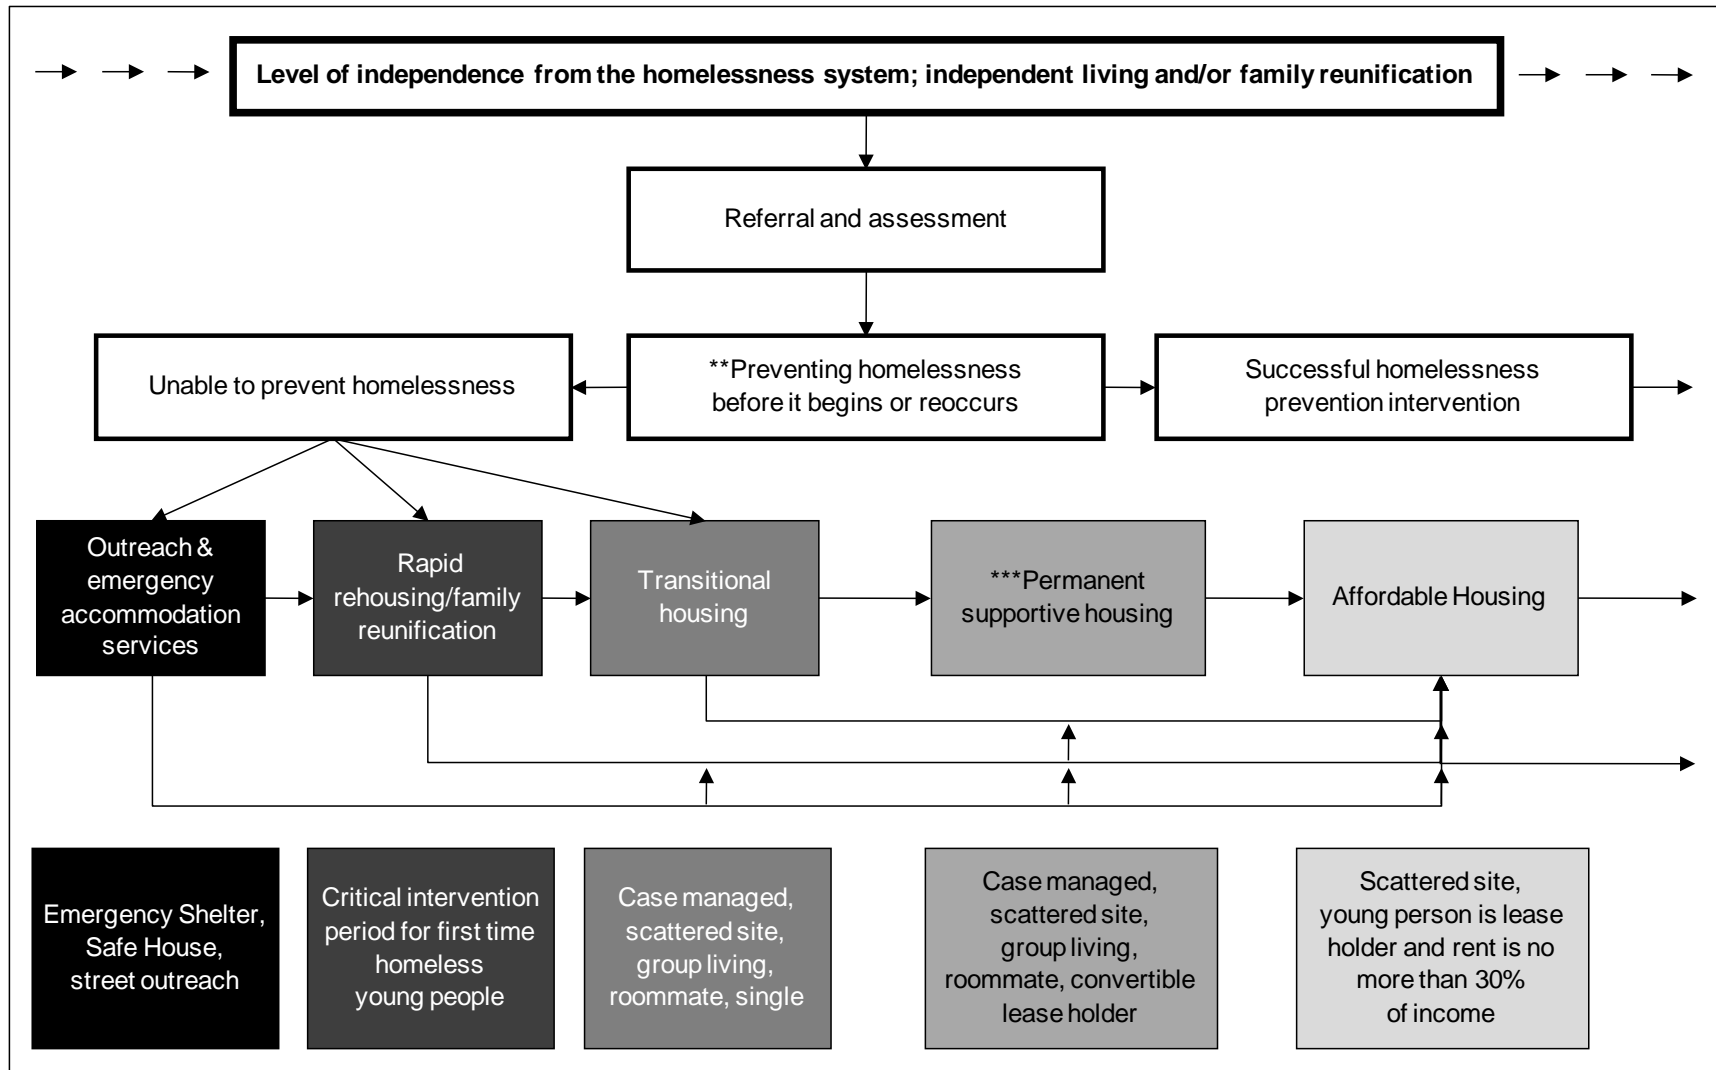 Level of independence from the homelessness system; independent living and/or family reunification
Referral and assessment
Unable to prevent homelessness
**Preventing homelessness
before it begins or reoccurs
Successful homelessness
prevention intervention
Outreach &
emergency
accommodation
services
Rapid
rehousing/family
reunification
Transitional
housing
***Permanent
supportive housing
Affordable Housing
Emergency Shelter,
Safe House,
street outreach
Critical intervention
period for first time
homeless
young people
Case managed,
scattered site,
group living,
roommate, single
Case managed,
scattered site,
group living,
roommate, convertible
lease holder
Scattered site,
young person is lease
holder and rent is no
more than 30%
of income